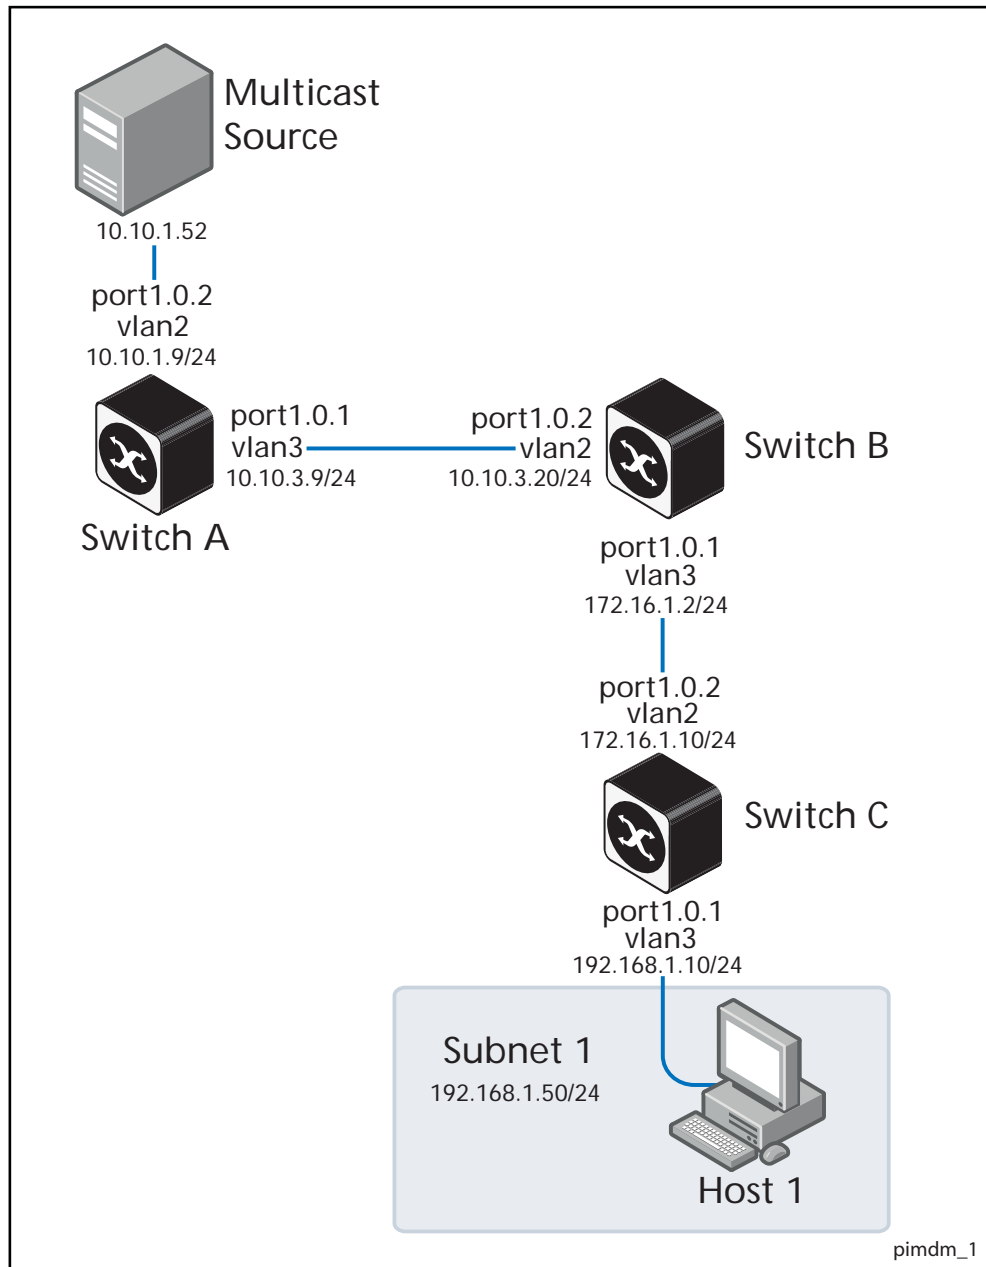 Multicast
Source
10.10.1.52
port1.0.2
vlan2
10.10.1.9/24
port1.0.1
vlan3
10.10.3.9/24
Switch A
port1.0.2
vlan2
10.10.3.20/24
Switch B
port1.0.1
vlan3
172.16.1.2/24
port1.0.2
vlan2
172.16.1.10/24
Switch C
port1.0.1
vlan3
192.168.1.10/24
Subnet 1
192.168.1.50/24
Host 1
pimdm_1